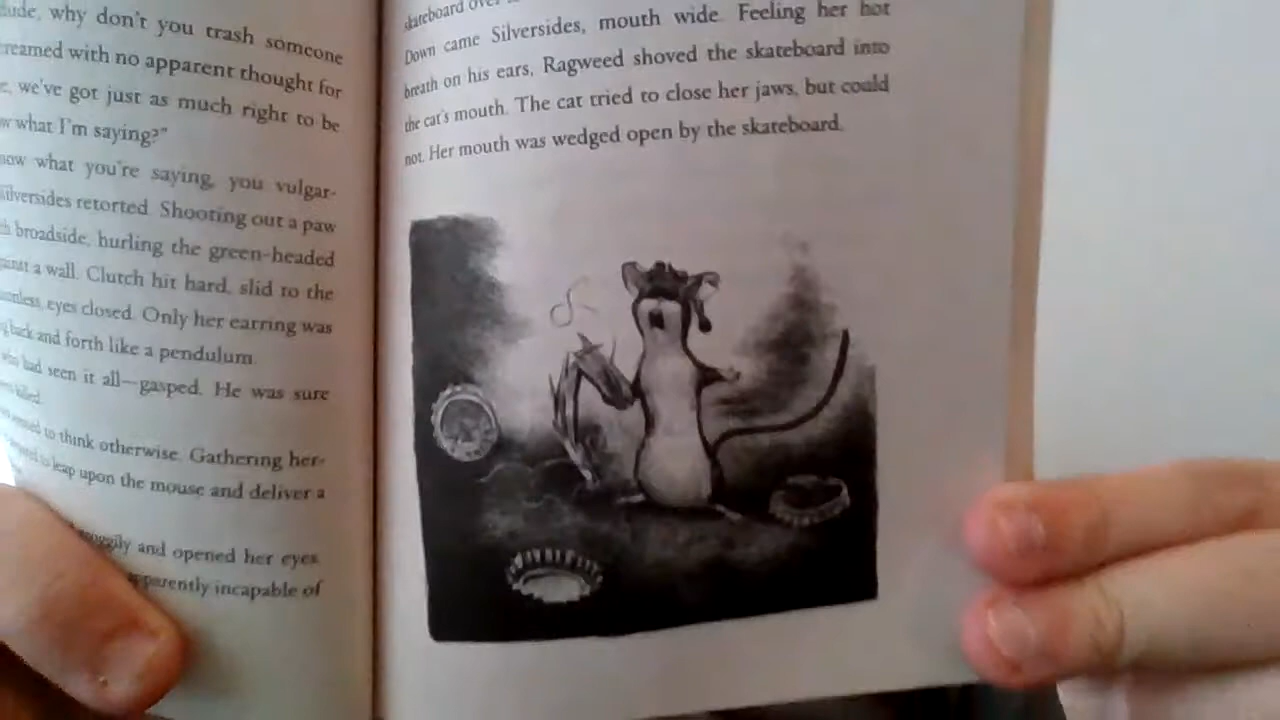 why don't you trash someone
with no apparent thought for
we've got just as much right to be
what I'm saying?"
what you're saying, you vulgar-
Silversides retorted. Shooting out a paw
broadside, hurling the green-headed
a wall. Clutch hit hard, slid to the
eyes closed. Only her earring was
back and forth like a pendulum.
had seen it all—gasped. He was sure
killed.
to think otherwise. Gathering her-
to leap upon the mouse and deliver a
and opened her eyes.
apparently incapable of
skateboard over
Down came Silversides, mouth wide. Feeling her hot
breath on his ears, Ragweed shoved the skateboard into
the cat's mouth. The cat tried to close her jaws, but could
not. Her mouth was wedged open by the skateboard.